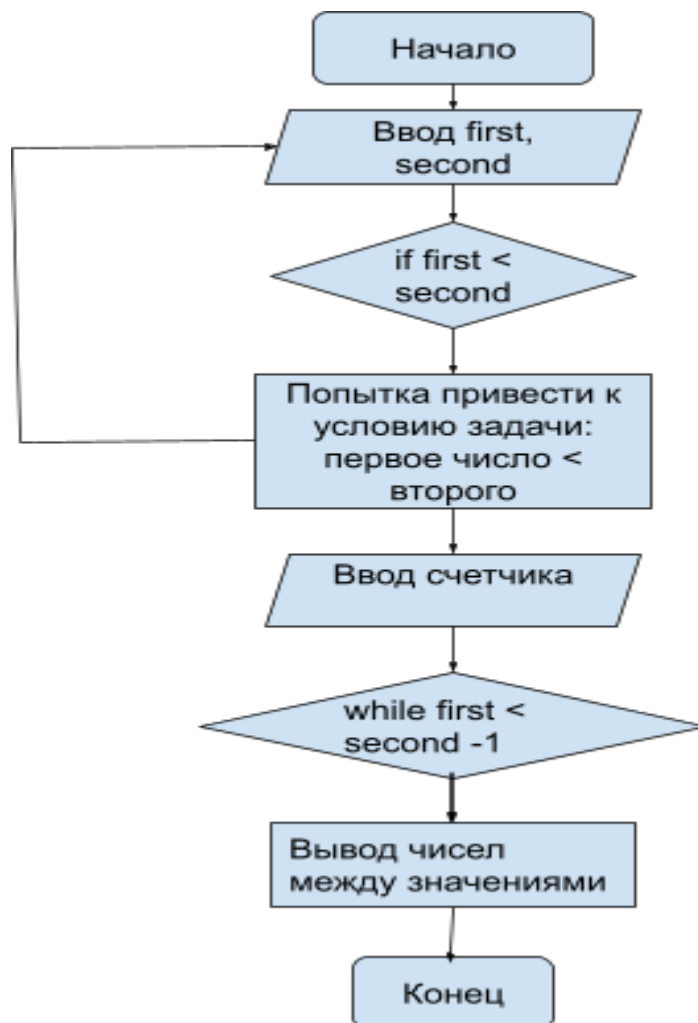 Начало
Ввод first,
second
if first <
second
Попытка привести к
условию задачи:
первое число <
второго
Ввод счетчика
while first <
second -1
Вывод чисел
между значениями
Конец